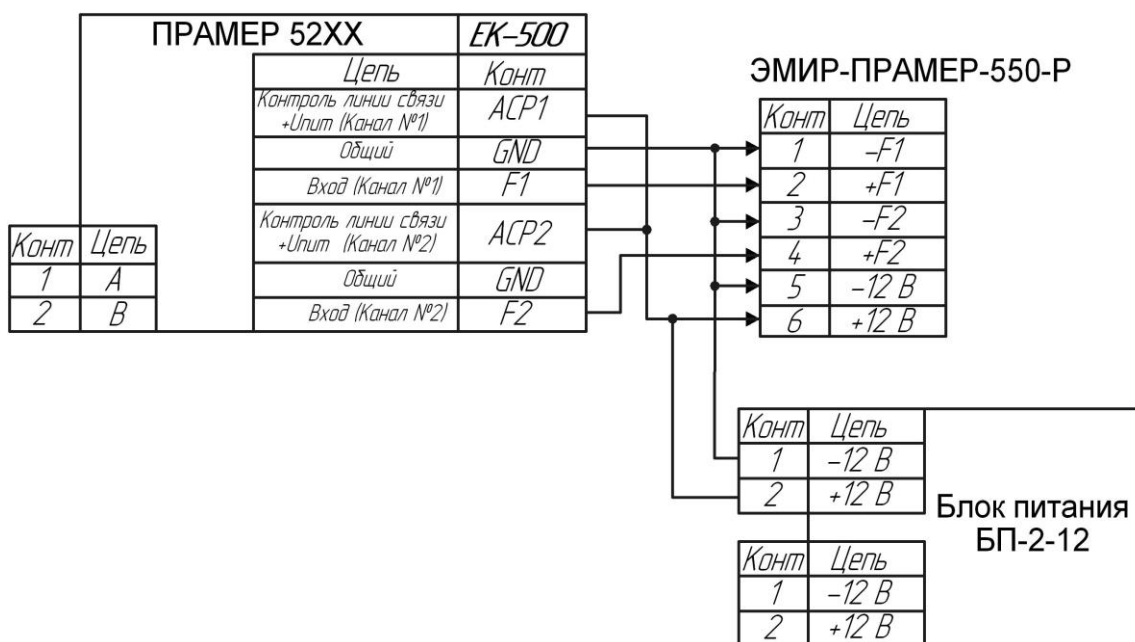 ПРАМЕР 52XX EK-500
Цепь Конт
Контроль линии связи
+Uпит (Канал №1) ACP1
Общий GND
Вход (Канал №1) F1
Контроль линии связи
+Uпит (Канал №2) ACP2
Общий GND
Вход (Канал №2) F2
Конт Цепь
1 A
2 B
ЭМИР-ПРАМЕР-550-Р
Конт Цепь
1 -F1
2 +F1
3 -F2
4 +F2
5 -12 В
6 +12 В
Конт Цепь
1 -12 В
2 +12 В
Блок питания
БП-2-12
Конт Цепь
1 -12 В
2 +12 В